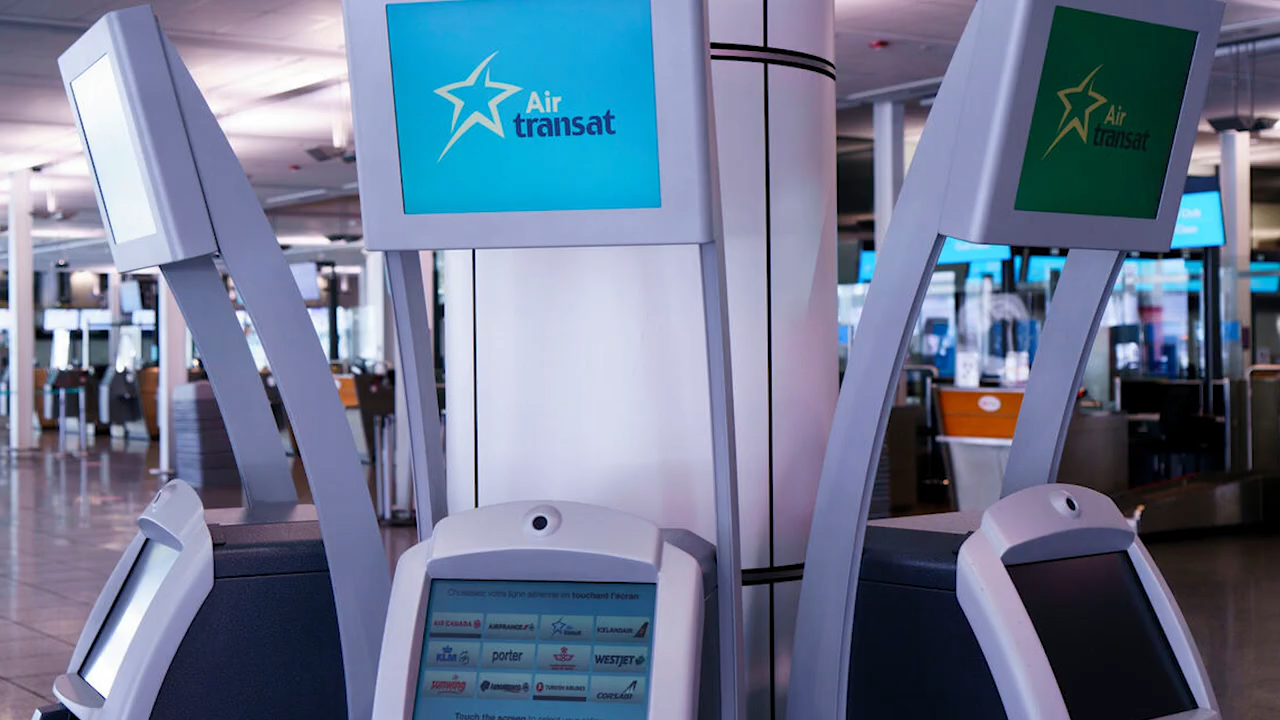 Air
transat
Air
transat
Choisissez votre ligne aérienne en touchant l'écran
AIR CANADA
AIRFRANCE
Air transat
ICELANDAIR
KLM
porter
WESTJET
sunwing
TURKISH AIRLINES
CORSAIR
Touch the screen to select your